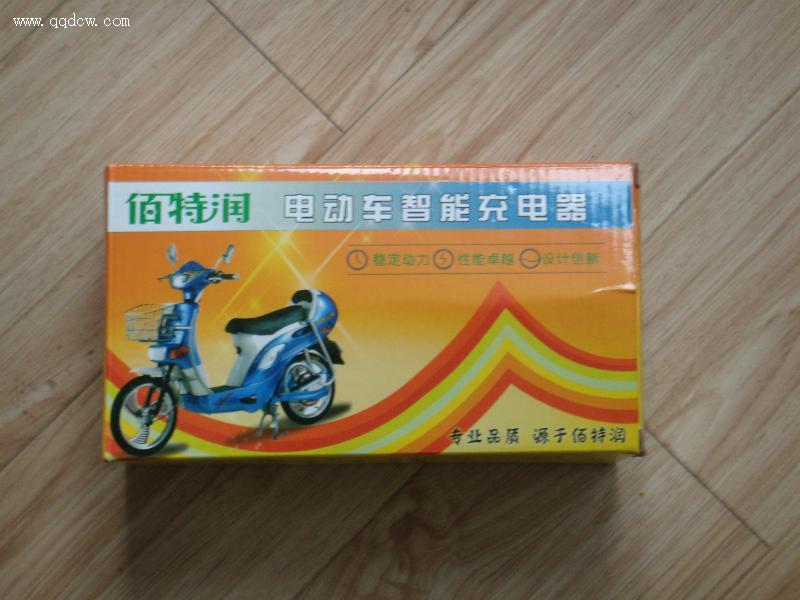 www.qqdcw.com
佰特润 电动车智能充电器
稳定动力 性能卓越 设计创新
专业品质 源于佰特润